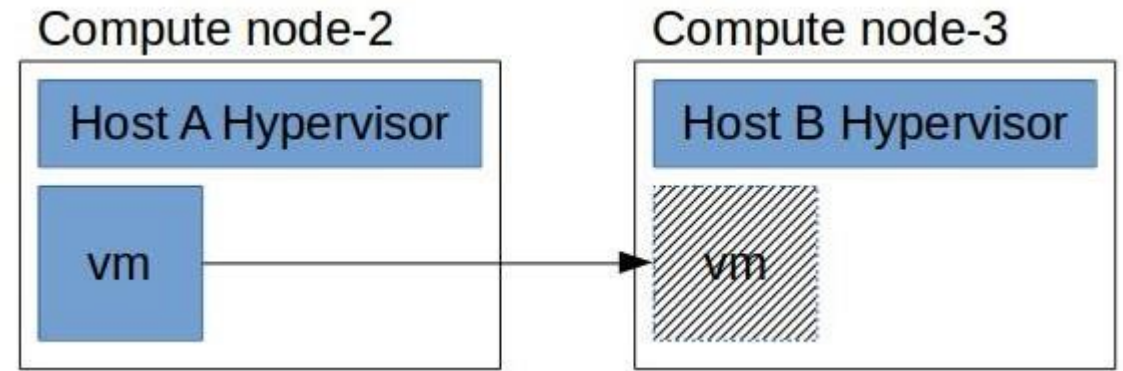 Compute node-2
Compute node-3
Host A Hypervisor
Host B Hypervisor
vm
vm